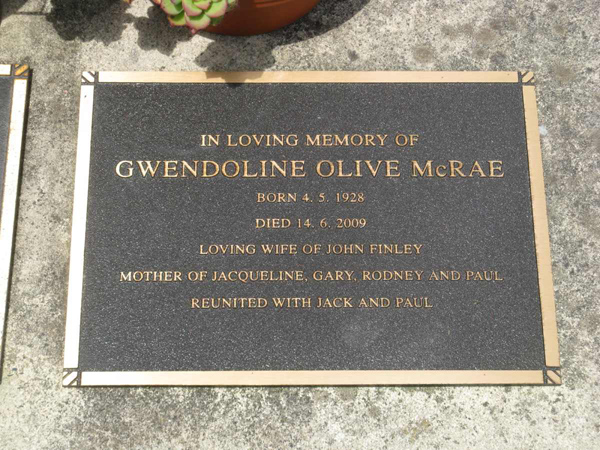 IN LOVING MEMORY OF
GWENDOLINE OLIVE McRAE
BORN 4. 5. 1928
DIED 14. 6. 2009
LOVING WIFE OF JOHN FINLEY
MOTHER OF JACQUELINE, GARY, RODNEY AND PAUL
REUNITED WITH JACK AND PAUL